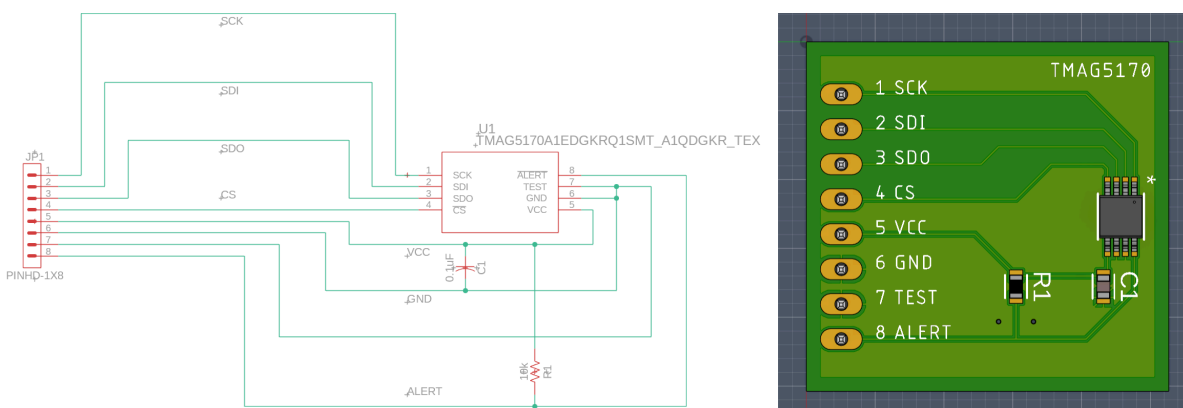 SCK
SDI
SDO
CS
JP1
1
2
3
4
5
6
7
8
PINHD-1X8
U1
TMAG5170A1EDGKRQ1SMT_A1QDGKR_TEX
1 SCK ALERT 8
2 SDI TEST 7
3 SDO GND 6
4 CS VCC 5
VCC
0.1uF
C1
GND
10k
R1
ALERT
TMAG5170
1 SCK
2 SDI
3 SDO
4 CS
5 VCC
6 GND
7 TEST
8 ALERT
*
R1
C1